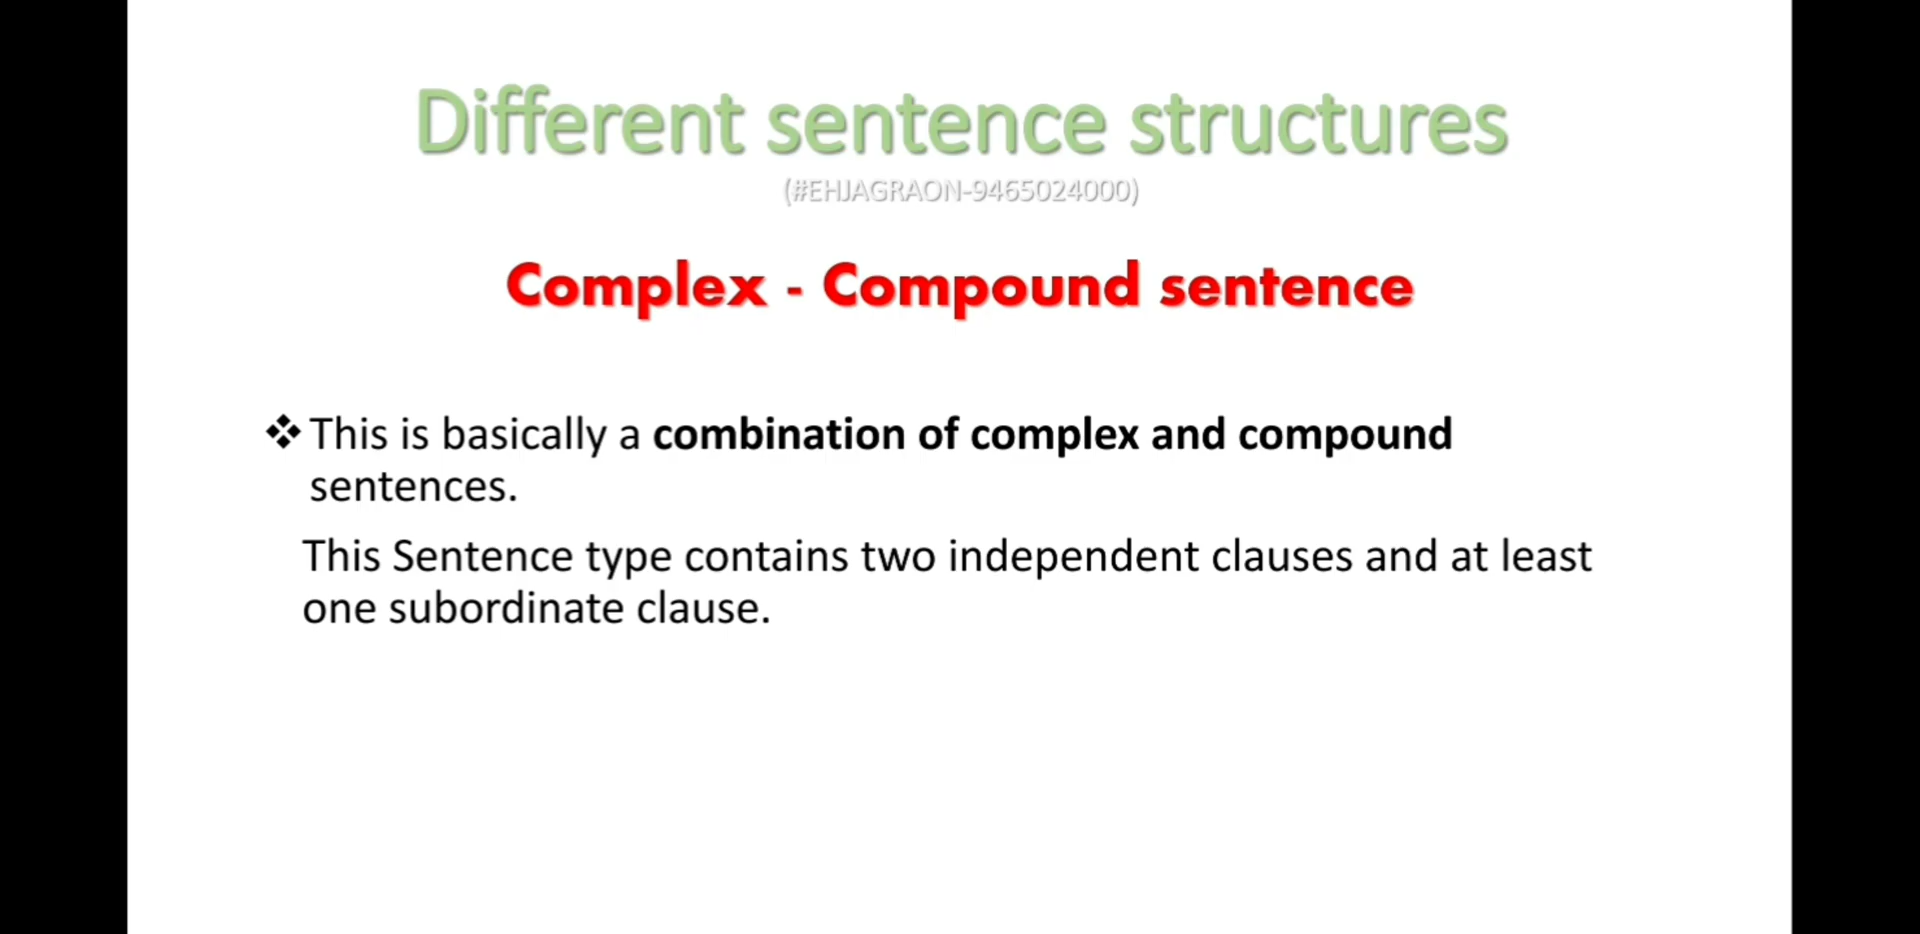 Different sentence structures
(#EHJAGRAON-9465024000)
Complex - Compound sentence
❖ This is basically a combination of complex and compound
sentences.
This Sentence type contains two independent clauses and at least
one subordinate clause.